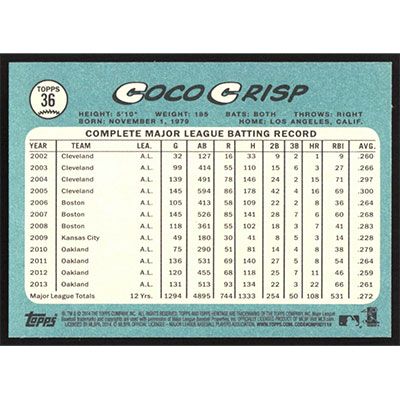 TOPPS
36
COCO CRISP
HEIGHT: 5'10" WEIGHT: 185 BATS: BOTH THROWS: RIGHT
BORN: NOVEMBER 1, 1979 HOME: LOS ANGELES, CALIF.
COMPLETE MAJOR LEAGUE BATTING RECORD
YEAR TEAM LEA. G AB R H 2B 3B HR RBI AVG.
2002 Cleveland A.L. 32 127 16 33 9 2 1 9 .260
2003 Cleveland A.L. 99 414 55 110 15 6 3 27 .266
2004 Cleveland A.L. 139 491 78 146 24 2 15 71 .297
2005 Cleveland A.L. 145 594 86 178 42 4 16 69 .300
2006 Boston A.L. 105 413 58 109 22 2 8 36 .264
2007 Boston A.L. 145 526 85 141 28 7 6 60 .268
2008 Boston A.L. 118 361 55 102 18 3 7 41 .283
2009 Kansas City A.L. 49 180 30 41 8 5 3 14 .228
2010 Oakland A.L. 75 290 51 81 14 4 8 38 .279
2011 Oakland A.L. 136 531 69 140 27 5 8 54 .264
2012 Oakland A.L. 120 455 68 118 25 7 11 46 .259
2013 Oakland A.L. 131 513 93 134 22 3 22 66 .261
Major League Totals 12 Yrs. 1294 4895 744 1333 254 50 108 531 .272
Topps